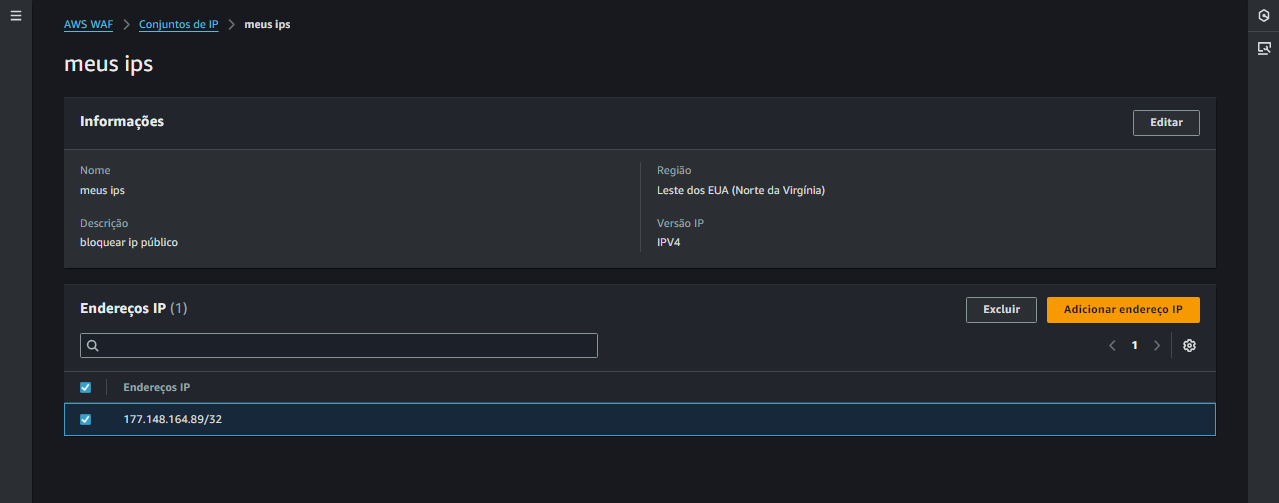 AWS WAF > Conjuntos de IP > meus ips
meus ips
Informações
Editar
Nome
meus ips
Região
Leste dos EUA (Norte da Virgínia)
Descrição
bloquear ip público
Versão IP
IPV4
Endereços IP (1)
Excluir
Adicionar endereço IP
1
Endereços IP
177.148.164.89/32